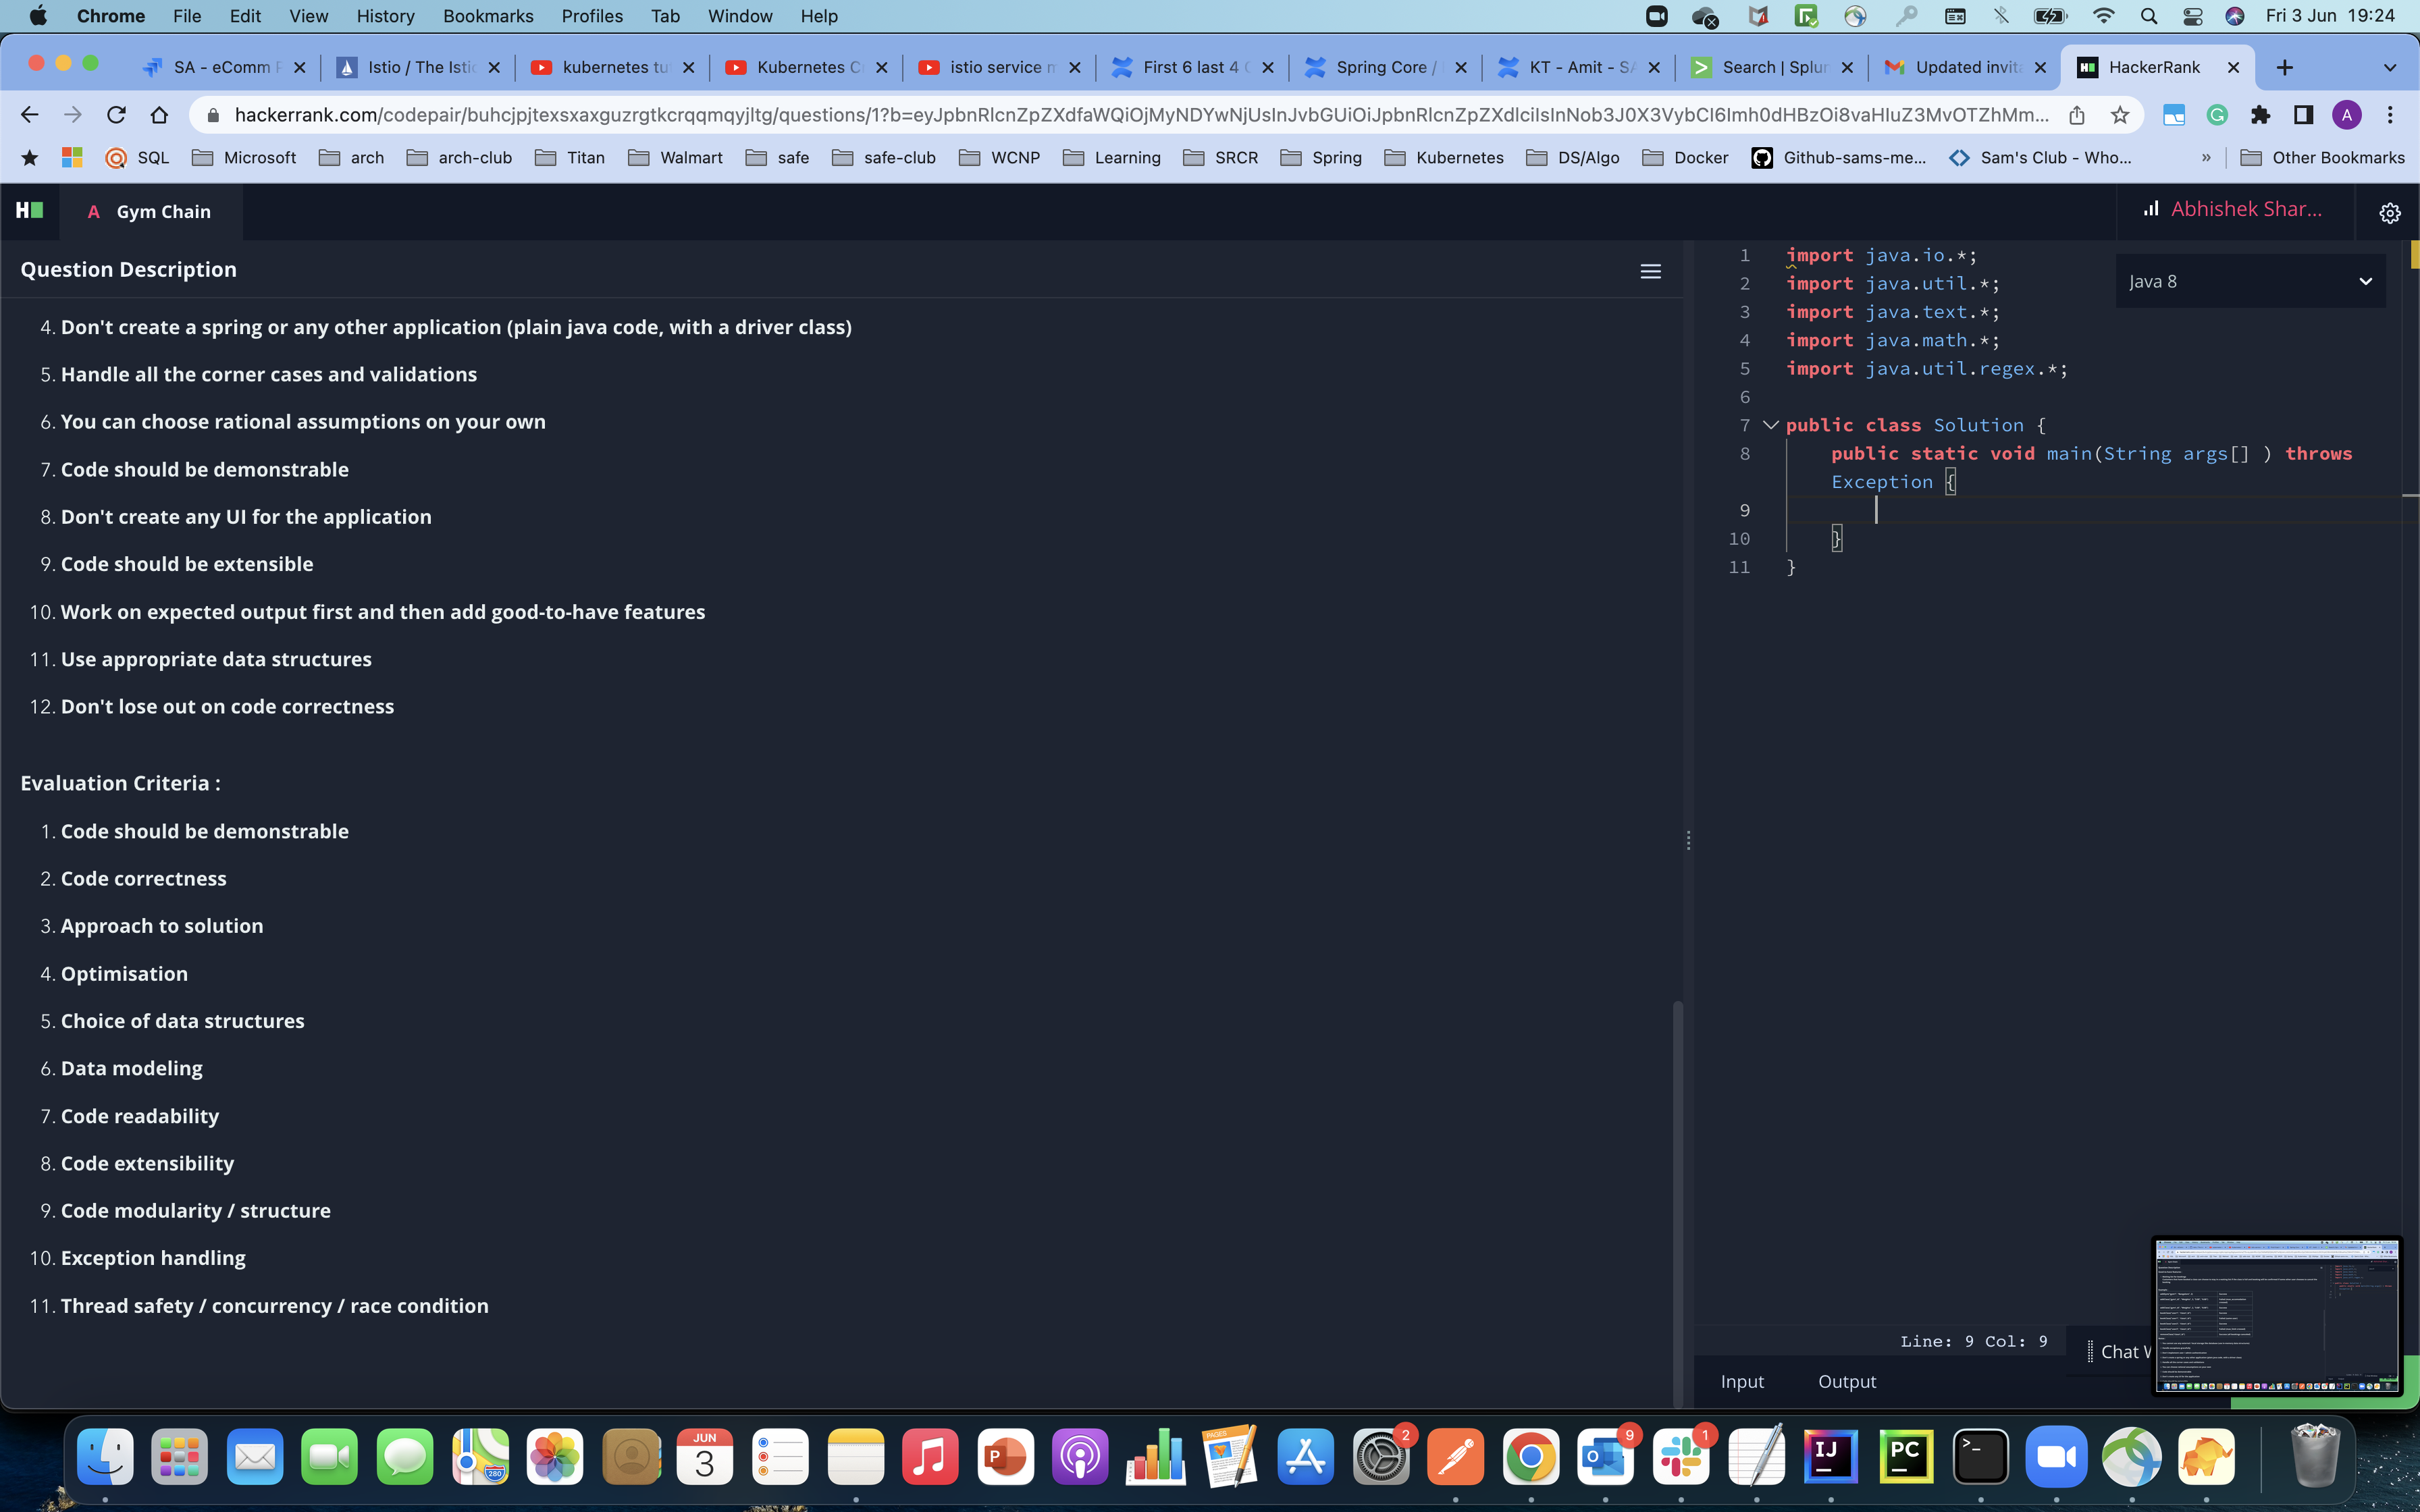 Chrome File Edit View History Bookmarks Profiles Tab Window Help Fri 3 Jun 19:24
SA - eComm F Istio / The Isti kubernetes tu Kubernetes C istio service m First 6 last 4 C Spring Core / KT - Amit - SA Search | Splun Updated invita HackerRank
hackerrank.com/codepair/buhcjpjtexsxaxguzrgtkcrqqmqyjltg/questions/1?b=eyJpbnRlcnZpZXdfaWQiOjMyNDYwNjUsInJvbGUiOiJpbnRlcnZpZXdlciIsInNob3J0X3VybCI6Imh0dHBzOi8vaHIuZ3MvOTZhMm... G A
SQL Microsoft arch arch-club Titan Walmart safe safe-club WCNP Learning SRCR Spring Kubernetes DS/Algo Docker Github-sams-me... Sam's Club - Who... » Other Bookmarks
H A Gym Chain Abhishek Shar...
Question Description
4. Don't create a spring or any other application (plain java code, with a driver class)
5. Handle all the corner cases and validations
6. You can choose rational assumptions on your own
7. Code should be demonstrable
8. Don't create any UI for the application
9. Code should be extensible
10. Work on expected output first and then add good-to-have features
11. Use appropriate data structures
12. Don't lose out on code correctness
Evaluation Criteria :
1. Code should be demonstrable
2. Code correctness
3. Approach to solution
4. Optimisation
5. Choice of data structures
6. Data modeling
7. Code readability
8. Code extensibility
9. Code modularity / structure
10. Exception handling
11. Thread safety / concurrency / race condition
Java 8
1 import java.io.*;
2 import java.util.*;
3 import java.text.*;
4 import java.math.*;
5 import java.util.regex.*;
6
7 public class Solution {
8 public static void main(String args[] ) throws
Exception {
9
10 }
11 }
Line: 9 Col: 9
Chat W
Input Output
JUN
3
280
P
PAGES
2
9
1
IJ
PC
>_